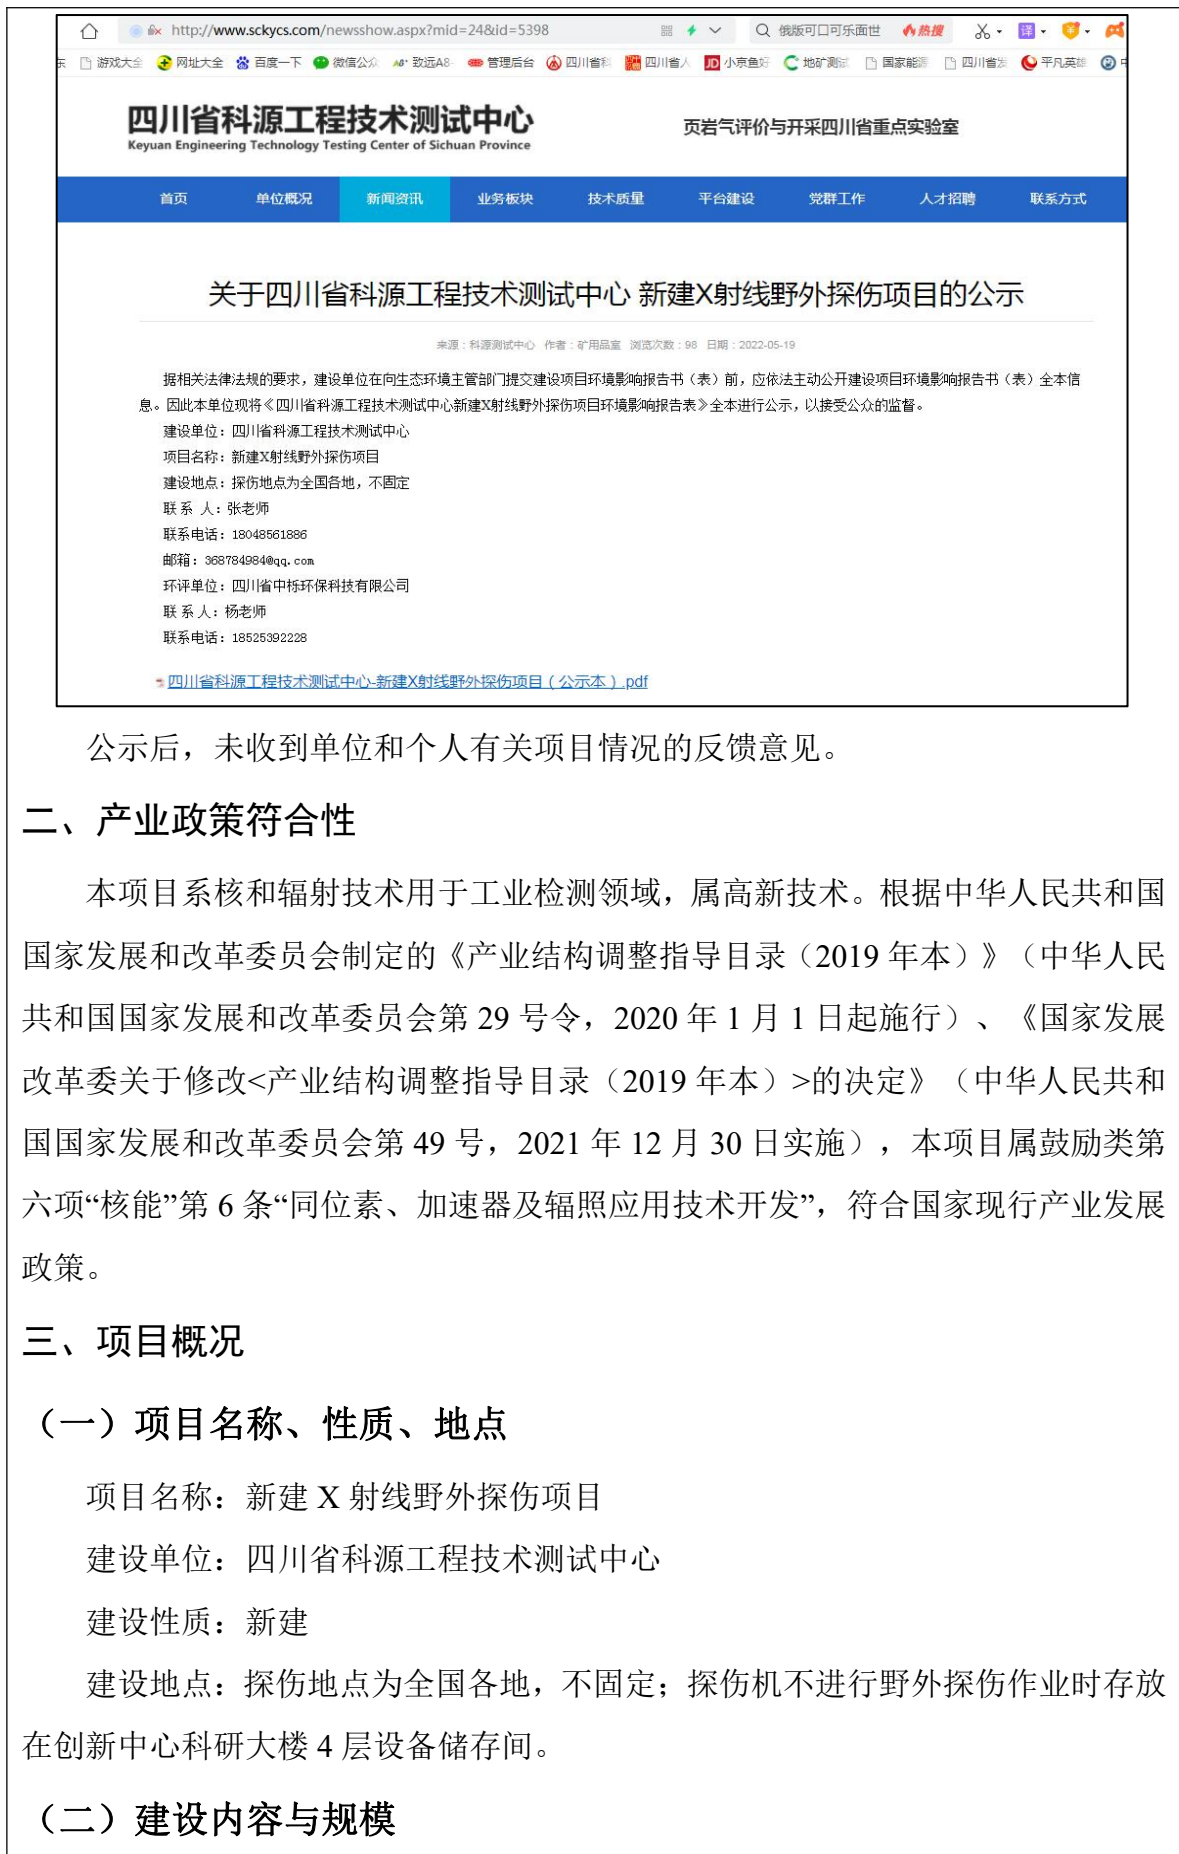 http://www.sckycs.com/newsshow.aspx?mid=24&id=5398 俄版可口可乐面世 热搜 译
东 游戏大全 网址大全 百度一下 微信公众 致远A8- 管理后台 四川省科 四川省人 小京鱼好 地矿测试 国家能源 四川省发 平凡英雄
四川省科源工程技术测试中心
页岩气评价与开采四川省重点实验室
Keyuan Engineering Technology Testing Center of Sichuan Province
首页 单位概况 新闻资讯 业务板块 技术质量 平台建设 党群工作 人才招聘 联系方式
关于四川省科源工程技术测试中心 新建X射线野外探伤项目的公示
来源：科源测试中心 作者：矿用品室 浏览次数：98 日期：2022-05-19
据相关法律法规的要求，建设单位在向生态环境主管部门提交建设项目环境影响报告书（表）前，应依法主动公开建设项目环境影响报告书（表）全本信
息。因此本单位现将《四川省科源工程技术测试中心新建X射线野外探伤项目环境影响报告表》全本进行公示，以接受公众的监督。
建设单位：四川省科源工程技术测试中心
项目名称：新建X射线野外探伤项目
建设地点：探伤地点为全国各地，不固定
联 系 人：张老师
联系电话：18048561886
邮箱：368784984@qq.com
环评单位：四川省中栎环保科技有限公司
联 系 人：杨老师
联系电话：18525392228
四川省科源工程技术测试中心-新建X射线野外探伤项目（公示本）.pdf
公示后，未收到单位和个人有关项目情况的反馈意见。
二、产业政策符合性
本项目系核和辐射技术用于工业检测领域，属高新技术。根据中华人民共和国
国家发展和改革委员会制定的《产业结构调整指导目录（2019 年本）》（中华人民
共和国国家发展和改革委员会第 29 号令，2020 年 1 月 1 日起施行）、《国家发展
改革委关于修改<产业结构调整指导目录（2019 年本）>的决定》（中华人民共和
国国家发展和改革委员会第 49 号，2021 年 12 月 30 日实施），本项目属鼓励类第
六项“核能”第 6 条“同位素、加速器及辐照应用技术开发”，符合国家现行产业发展
政策。
三、项目概况
（一）项目名称、性质、地点
项目名称：新建 X 射线野外探伤项目
建设单位：四川省科源工程技术测试中心
建设性质：新建
建设地点：探伤地点为全国各地，不固定；探伤机不进行野外探伤作业时存放
在创新中心科研大楼 4 层设备储存间。
（二）建设内容与规模